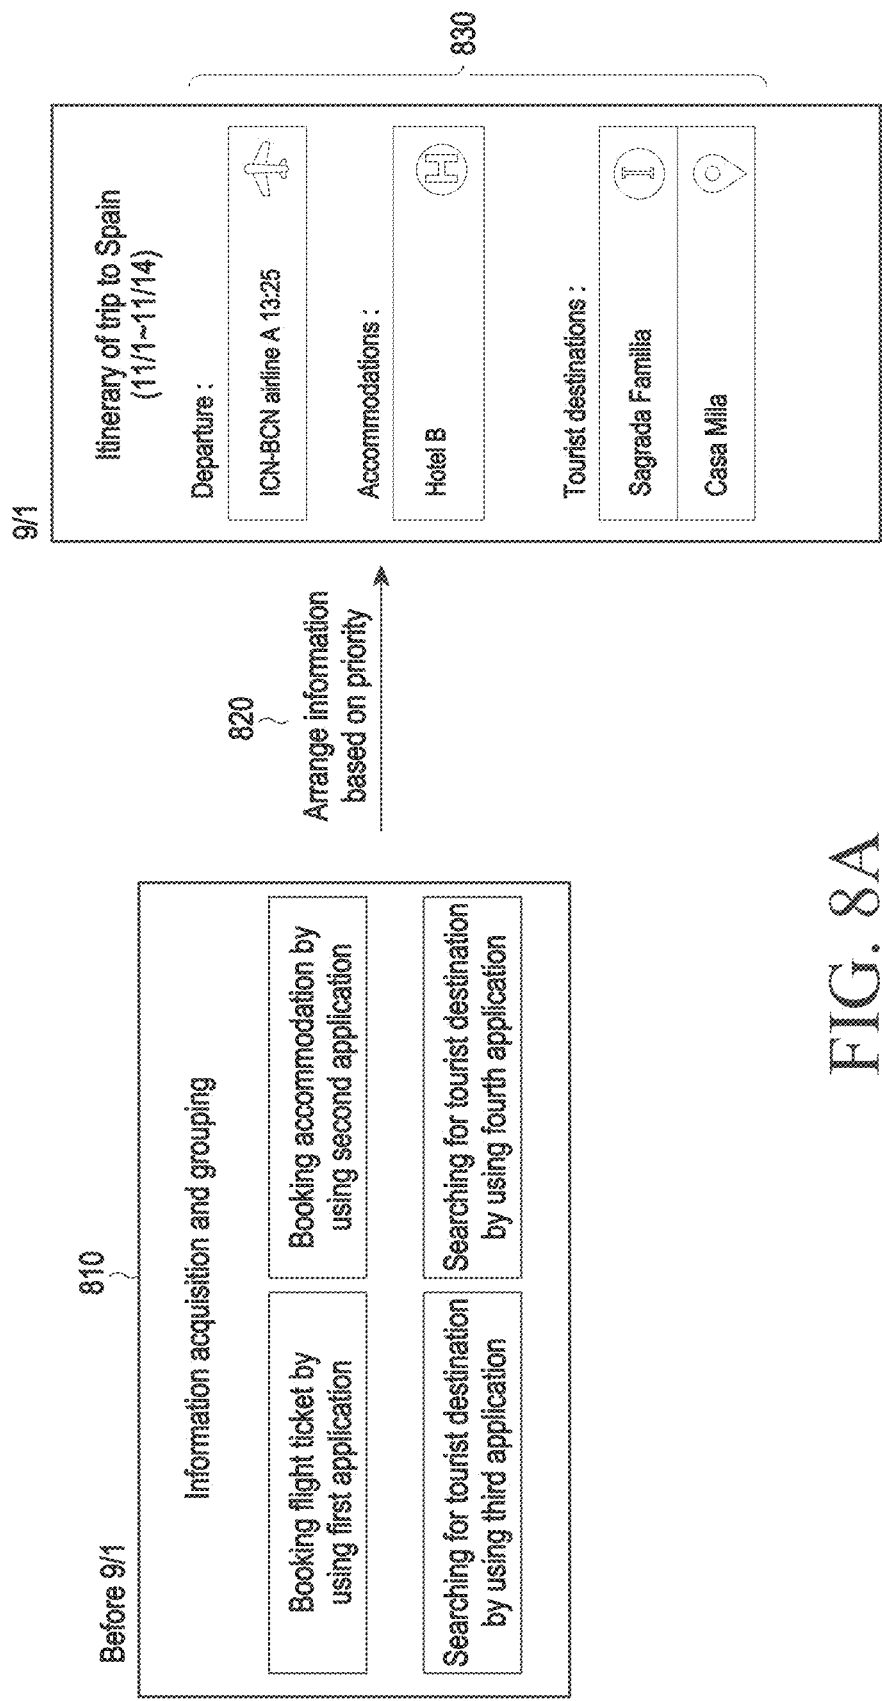 Before 9/1
810
Information acquisition and grouping
Booking flight ticket by
using first application
Booking accommodation by
using second application
Searching for tourist destination
by using third application
Searching for tourist destination
by using fourth application
820
Arrange information
based on priority
9/1
Itinerary of trip to Spain
(11/1~11/14)
Departure :
ICN-BCN airline A 13:25
Accommodations :
Hotel B
H
Tourist destinations :
Sagrada Familia
I
Casa Mila
830
FIG. 8A